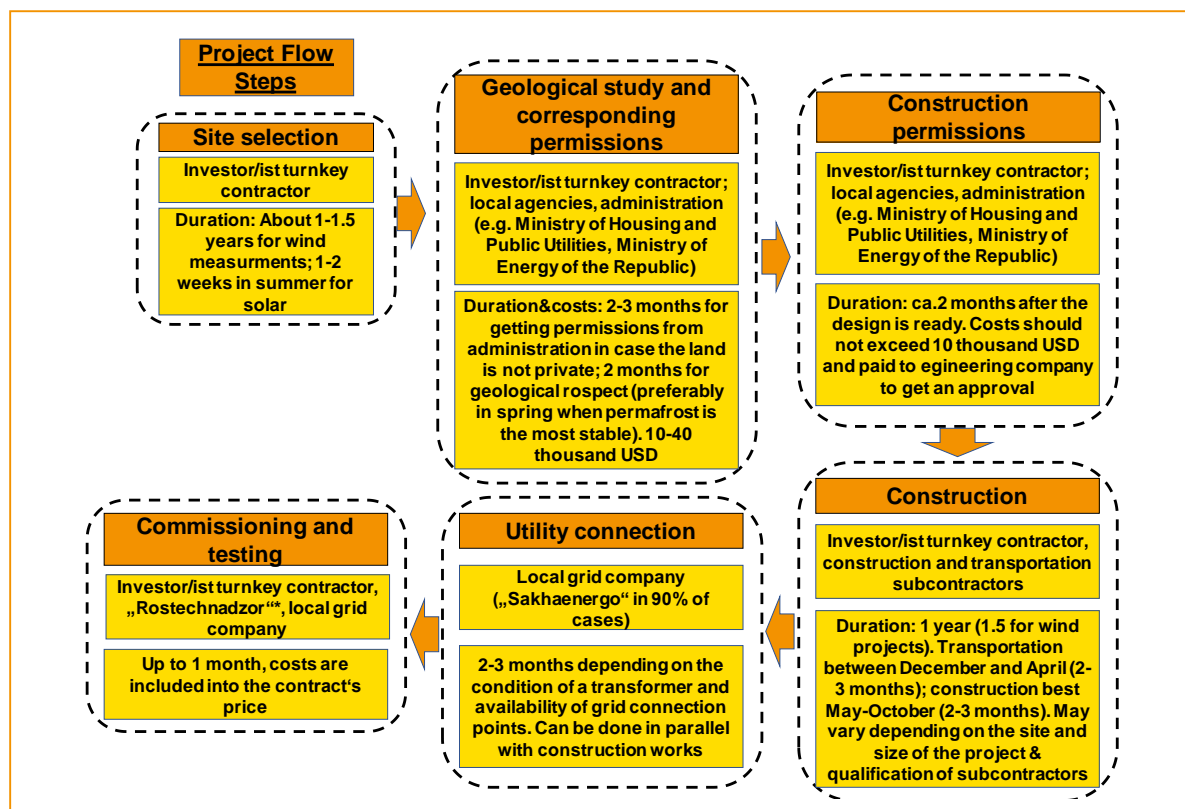 Project Flow
Steps
Site selection
Investor/ist turnkey
contractor
Duration: About 1-1.5
years for wind
measurments; 1-2
weeks in summer for
solar
Geological study and
corresponding
permissions
Investor/ist turnkey contractor;
local agencies, administration
(e.g. Ministry of Housing and
Public Utilities, Ministry of
Energy of the Republic)
Duration&costs: 2-3 months for
getting permissions from
administration in case the land
is not private; 2 months for
geological rospect (preferably
in spring when permafrost is
the most stable). 10-40
thousand USD
Construction
permissions
Investor/ist turnkey contractor;
local agencies, administration
(e.g. Ministry of Housing and
Public Utilities, Ministry of
Energy of the Republic)
Duration: ca.2 months after the
design is ready. Costs should
not exceed 10 thousand USD
and paid to egineering company
to get an approval
Construction
Investor/ist turnkey contractor,
construction and transportation
subcontractors
Duration: 1 year (1.5 for wind
projects). Transportation
between December and April (2-
3 months); construction best
May-October (2-3 months). May
vary depending on the site and
size of the project &
qualification of subcontractors
Utility connection
Local grid company
(„Sakhaenergo“ in 90% of
cases)
2-3 months depending on the
condition of a transformer and
availability of grid connection
points. Can be done in parallel
with construction works
Commissioning and
testing
Investor/ist turnkey contractor,
„Rostechnadzor“*, local grid
company
Up to 1 month, costs are
included into the contract‘s
price